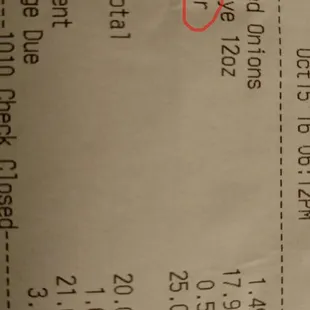 Oct15'16 06:12PM
d Onions 1.4
ye 12oz 17.9
r 0.5
25.0
otal 20.0
1.
ent 21.
ge Due 3.
--1010 Check Closed------